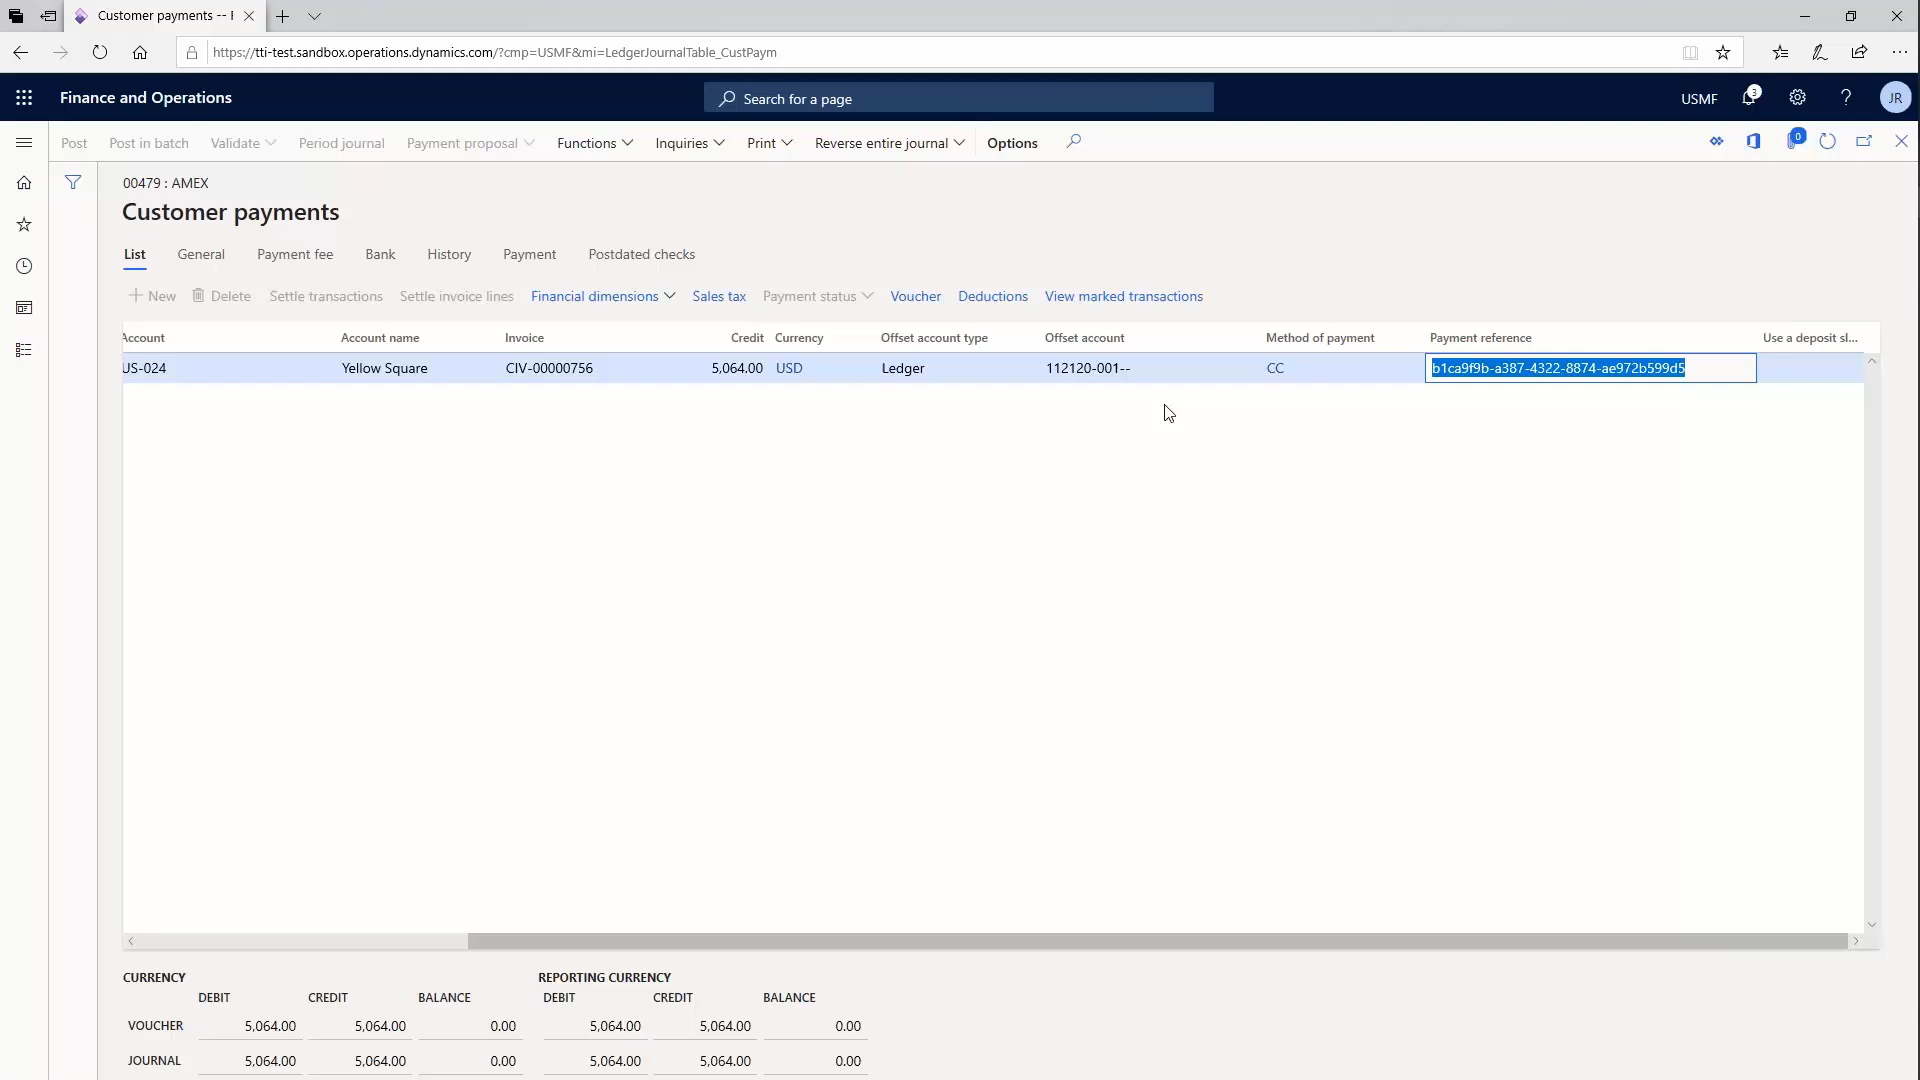 Customer payments -- F
https://tti-test.sandbox.operations.dynamics.com/?cmp=USMF&mi=LedgerJournalTable_CustPaym
Finance and Operations
Search for a page
USMF
3
?
JR
Post Post in batch Validate Period journal Payment proposal Functions Inquiries Print Reverse entire journal Options
0
00479 : AMEX
Customer payments
List General Payment fee Bank History Payment Postdated checks
New Delete Settle transactions Settle invoice lines Financial dimensions Sales tax Payment status Voucher Deductions View marked transactions
Account Account name Invoice Credit Currency Offset account type Offset account Method of payment Payment reference Use a deposit sl...
US-024 Yellow Square CIV-00000756 5,064.00 USD Ledger 112120-001-- CC b1ca9f9b-a387-4322-8874-ae972b599d5
CURRENCY REPORTING CURRENCY
DEBIT CREDIT BALANCE DEBIT CREDIT BALANCE
VOUCHER 5,064.00 5,064.00 0.00 5,064.00 5,064.00 0.00
JOURNAL 5,064.00 5,064.00 0.00 5,064.00 5,064.00 0.00